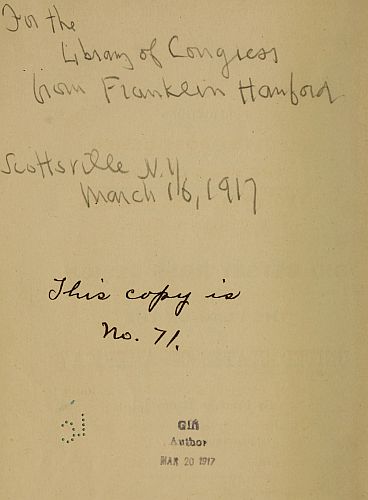 For the
Library of Congress
from Franklin Hanford
Scottsville N.Y.
March 16, 1917
This copy is
No. 71.
Gift
Author
MAR 20 1917